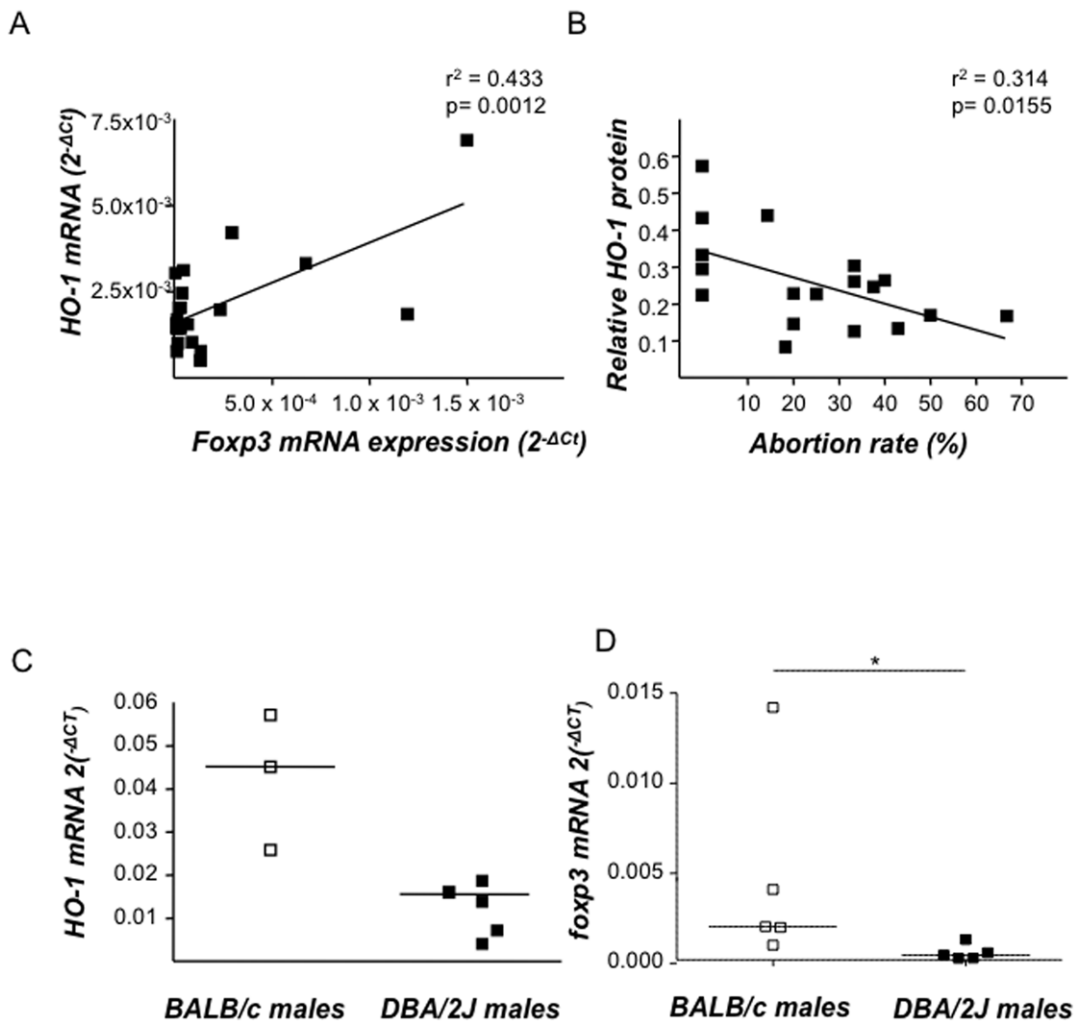 A
r² = 0.433
p= 0.0012
HO-1 mRNA (2^-ΔCt)
7.5x10^-3
5.0x10^-3
2.5x10^-3
5.0 x 10^-4 1.0 x 10^-3 1.5 x 10^-3
Foxp3 mRNA expression (2^-ΔCt)
B
r² = 0.314
p= 0.0155
Relative HO-1 protein
0.6
0.5
0.4
0.3
0.2
0.1
10 20 30 40 50 60 70
Abortion rate (%)
C
HO-1 mRNA 2(^-ΔCT)
0.06
0.05
0.04
0.03
0.02
0.01
BALB/c males DBA/2J males
D
*
foxp3 mRNA 2(^-ΔCT)
0.015
0.010
0.005
0.000
BALB/c males DBA/2J males